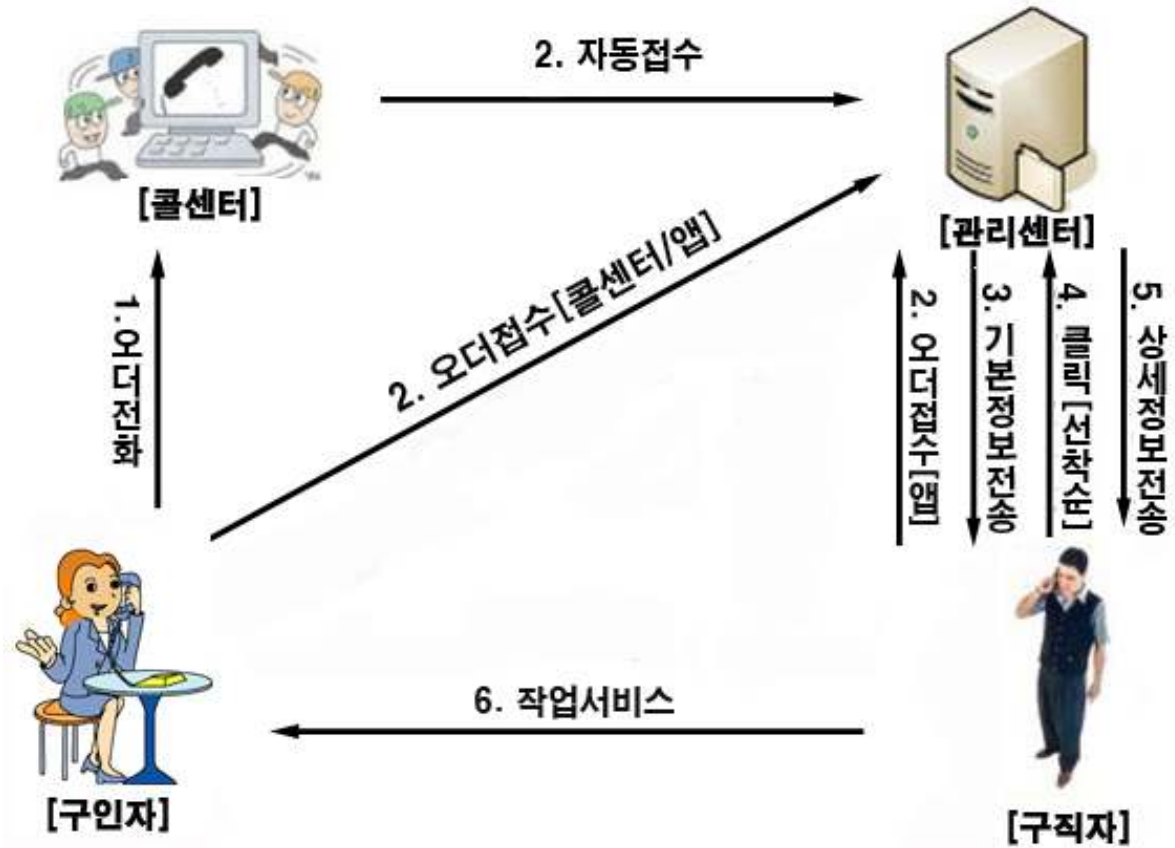 2. 자동접수
[콜센터]
[관리센터]
1. 오더전화
2. 오더접수[콜센터/앱]
2. 오더접수[앱]
3. 기본정보전송
4. 클릭[선착순]
5. 상세정보전송
6. 작업서비스
[구인자]
[구직자]